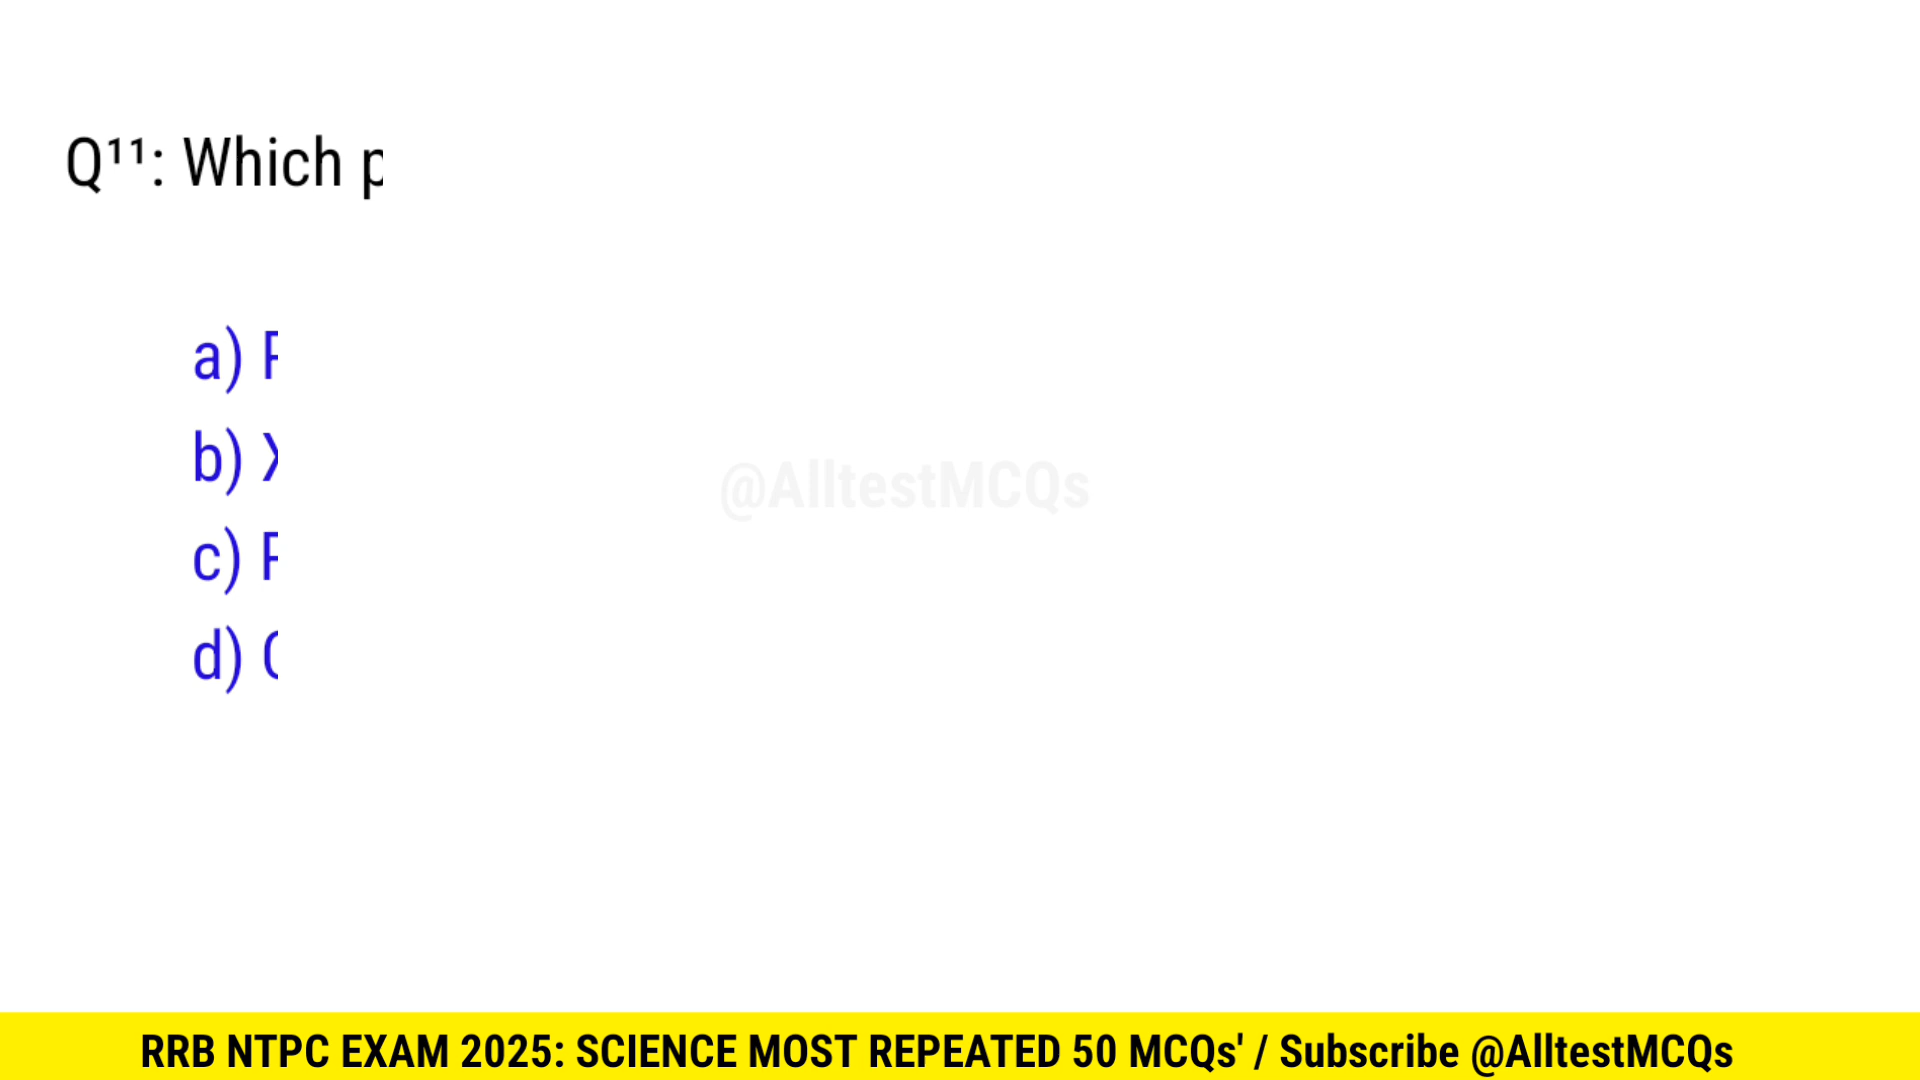 Q¹¹: Which
a)
b)
c)
d)
@AlltestMCQs
RRB NTPC EXAM 2025: SCIENCE MOST REPEATED 50 MCQs' / Subscribe @AlltestMCQs